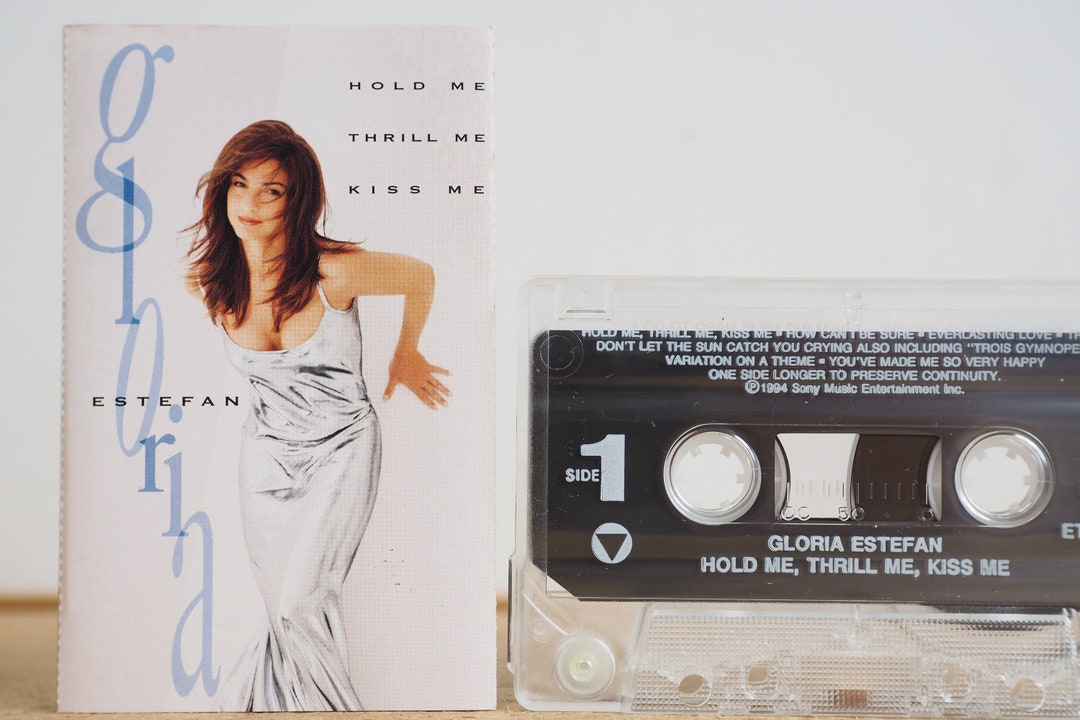 gloria
ESTEFAN
HOLD ME
THRILL ME
KISS ME
HOLD ME, THRILL ME, KISS ME • HOW CAN'T BE SURE • EVERLASTING LOVE •
DON'T LET THE SUN CATCH YOU CRYING ALSO INCLUDING "TROIS GYMNOPE
VARIATION ON A THEME • YOU'VE MADE ME SO VERY HAPPY
ONE SIDE LONGER TO PRESERVE CONTINUITY.
℗1994 Sony Music Entertainment Inc.
SIDE 1
50
GLORIA ESTEFAN
HOLD ME, THRILL ME, KISS ME